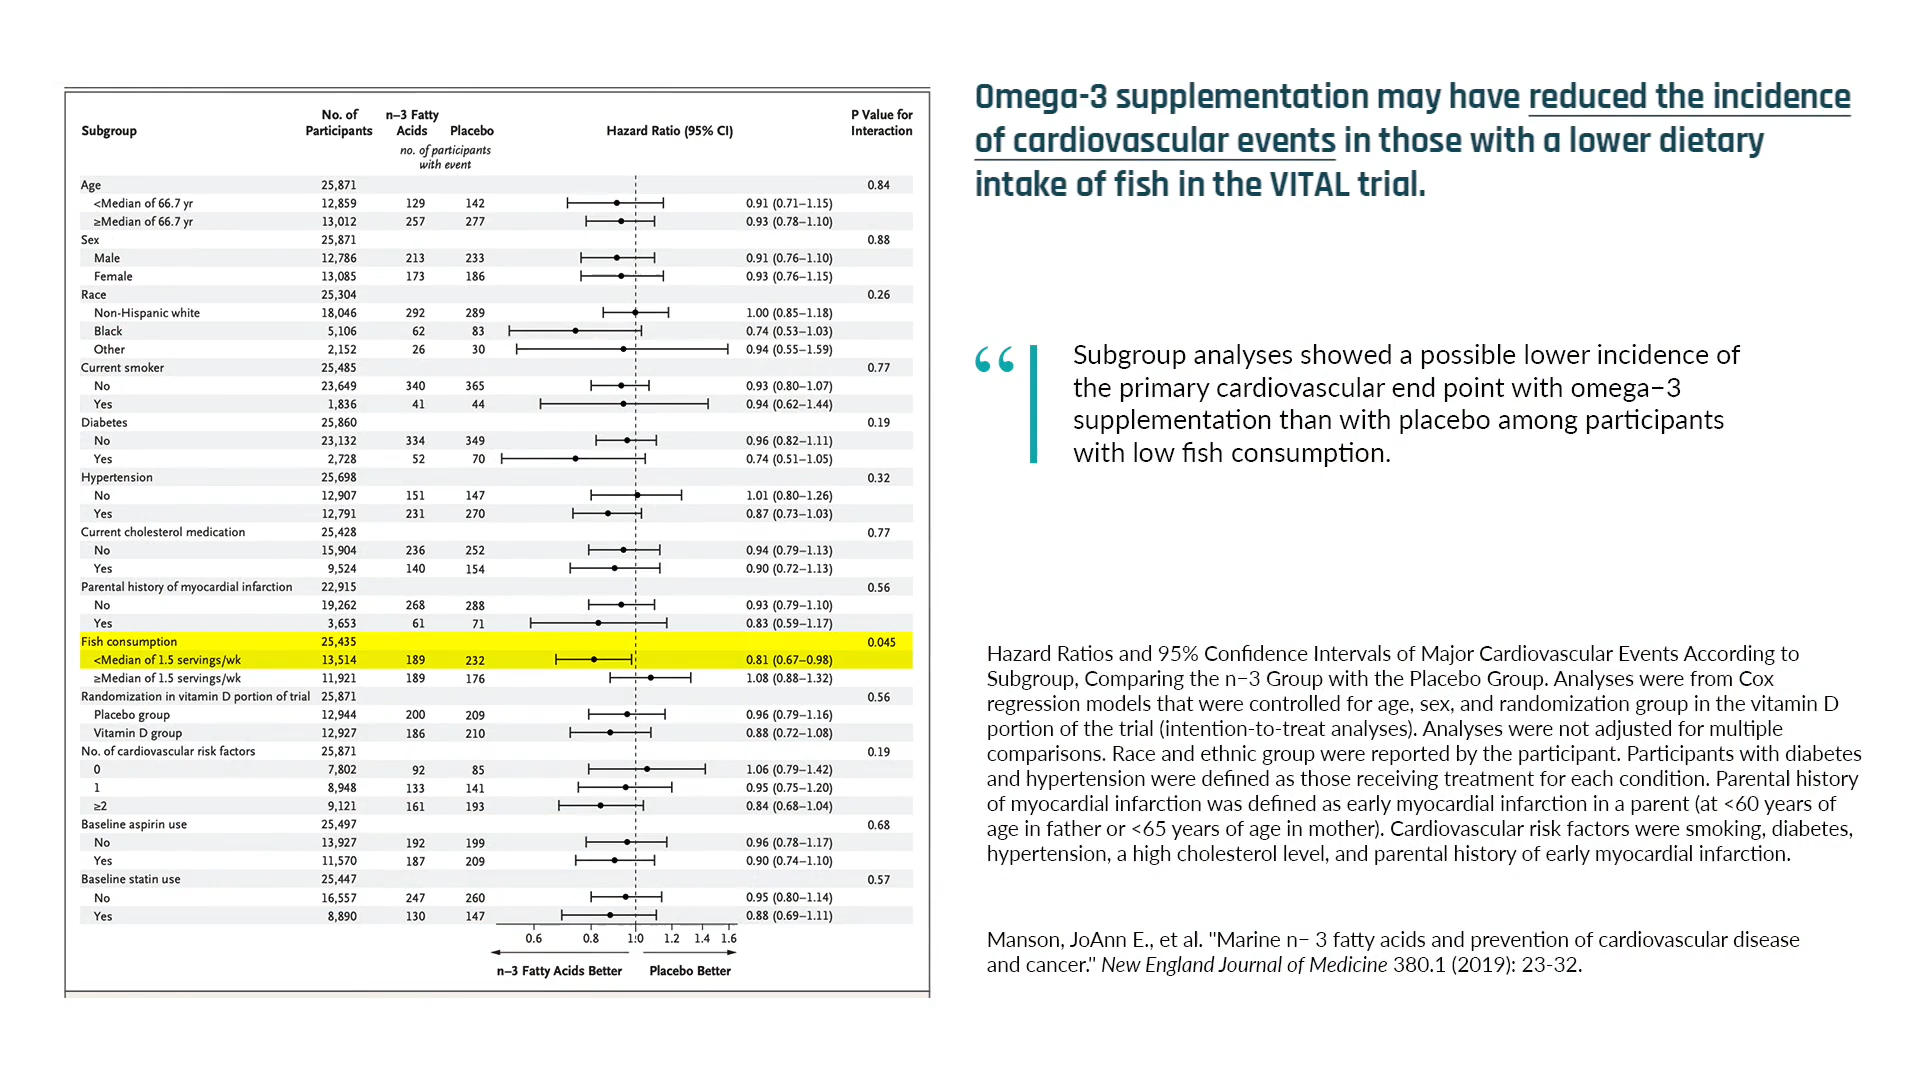 Omega-3 supplementation may have reduced the incidence
of cardiovascular events in those with a lower dietary
intake of fish in the VITAL trial.
Subgroup No. of Participants n–3 Fatty Acids Placebo Hazard Ratio (95% CI) P Value for Interaction
no. of participants with event
Age 25,871 0.84
<Median of 66.7 yr 12,859 129 142 0.91 (0.71–1.15)
≥Median of 66.7 yr 13,012 257 277 0.93 (0.78–1.10)
Sex 25,871 0.88
Male 12,786 213 233 0.91 (0.76–1.10)
Female 13,085 173 186 0.93 (0.76–1.15)
Race 25,304 0.26
Non-Hispanic white 18,046 292 289 1.00 (0.85–1.18)
Black 5,106 62 83 0.74 (0.53–1.03)
Other 2,152 26 30 0.94 (0.55–1.59)
Current smoker 25,485 0.77
No 23,649 340 365 0.93 (0.80–1.07)
Yes 1,836 41 44 0.94 (0.62–1.44)
Diabetes 25,860 0.19
No 23,132 334 349 0.96 (0.82–1.11)
Yes 2,728 52 70 0.74 (0.51–1.05)
Hypertension 25,698 0.32
No 12,907 151 147 1.01 (0.80–1.26)
Yes 12,791 231 270 0.87 (0.73–1.03)
Current cholesterol medication 25,428 0.77
No 15,904 236 252 0.94 (0.79–1.13)
Yes 9,524 140 154 0.90 (0.72–1.13)
Parental history of myocardial infarction 22,915 0.56
No 19,262 268 288 0.93 (0.79–1.10)
Yes 3,653 61 71 0.83 (0.59–1.17)
Fish consumption 25,435 0.045
<Median of 1.5 servings/wk 13,514 189 232 0.81 (0.67–0.98)
≥Median of 1.5 servings/wk 11,921 189 176 1.08 (0.88–1.32)
Randomization in vitamin D portion of trial 25,871 0.56
Placebo group 12,944 200 209 0.96 (0.79–1.16)
Vitamin D group 12,927 186 210 0.88 (0.72–1.08)
No. of cardiovascular risk factors 25,871 0.19
0 7,802 92 85 1.06 (0.79–1.42)
1 8,948 133 141 0.95 (0.75–1.20)
≥2 9,121 161 193 0.84 (0.68–1.04)
Baseline aspirin use 25,497 0.68
No 13,927 192 199 0.96 (0.78–1.17)
Yes 11,570 187 209 0.90 (0.74–1.10)
Baseline statin use 25,447 0.57
No 16,557 247 260 0.95 (0.80–1.14)
Yes 8,890 130 147 0.88 (0.69–1.11)
0.6 0.8 1.0 1.2 1.4 1.6
n–3 Fatty Acids Better Placebo Better
“ Subgroup analyses showed a possible lower incidence of
the primary cardiovascular end point with omega–3
supplementation than with placebo among participants
with low fish consumption.
Hazard Ratios and 95% Confidence Intervals of Major Cardiovascular Events According to
Subgroup, Comparing the n–3 Group with the Placebo Group. Analyses were from Cox
regression models that were controlled for age, sex, and randomization group in the vitamin D
portion of the trial (intention-to-treat analyses). Analyses were not adjusted for multiple
comparisons. Race and ethnic group were reported by the participant. Participants with diabetes
and hypertension were defined as those receiving treatment for each condition. Parental history
of myocardial infarction was defined as early myocardial infarction in a parent (at <60 years of
age in father or <65 years of age in mother). Cardiovascular risk factors were smoking, diabetes,
hypertension, a high cholesterol level, and parental history of early myocardial infarction.
Manson, JoAnn E., et al. "Marine n– 3 fatty acids and prevention of cardiovascular disease
and cancer." New England Journal of Medicine 380.1 (2019): 23-32.